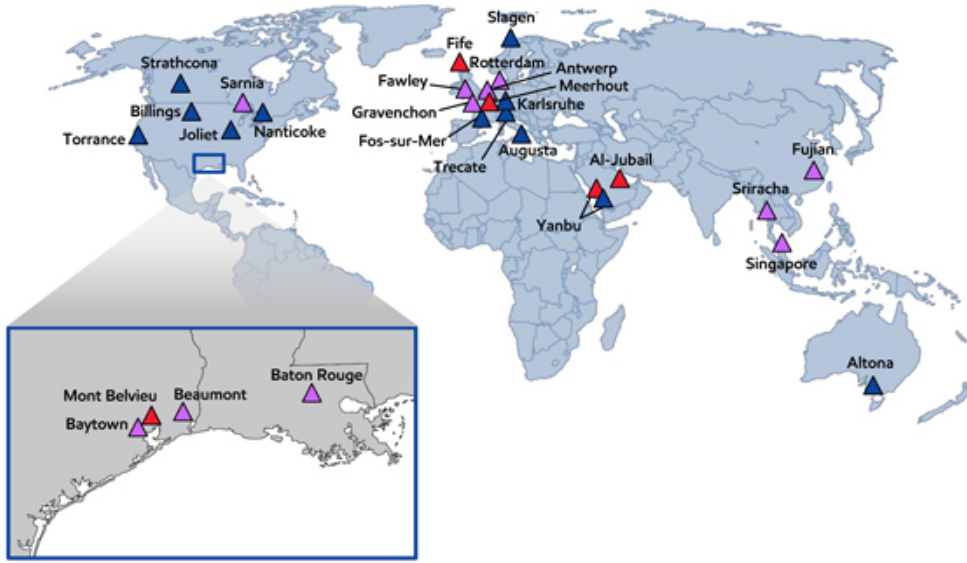 Slagen
Fife
Strathcona
Rotterdam
Sarnia
Antwerp
Fawley
Meerhout
Billings
Gravenchon
Karlsruhe
Torrance
Joliet
Nanticoke
Fos-sur-Mer
Augusta
Trecate
Al-Jubail
Fujian
Sriracha
Yanbu
Singapore
Altona
Baton Rouge
Mont Belvieu
Beaumont
Baytown